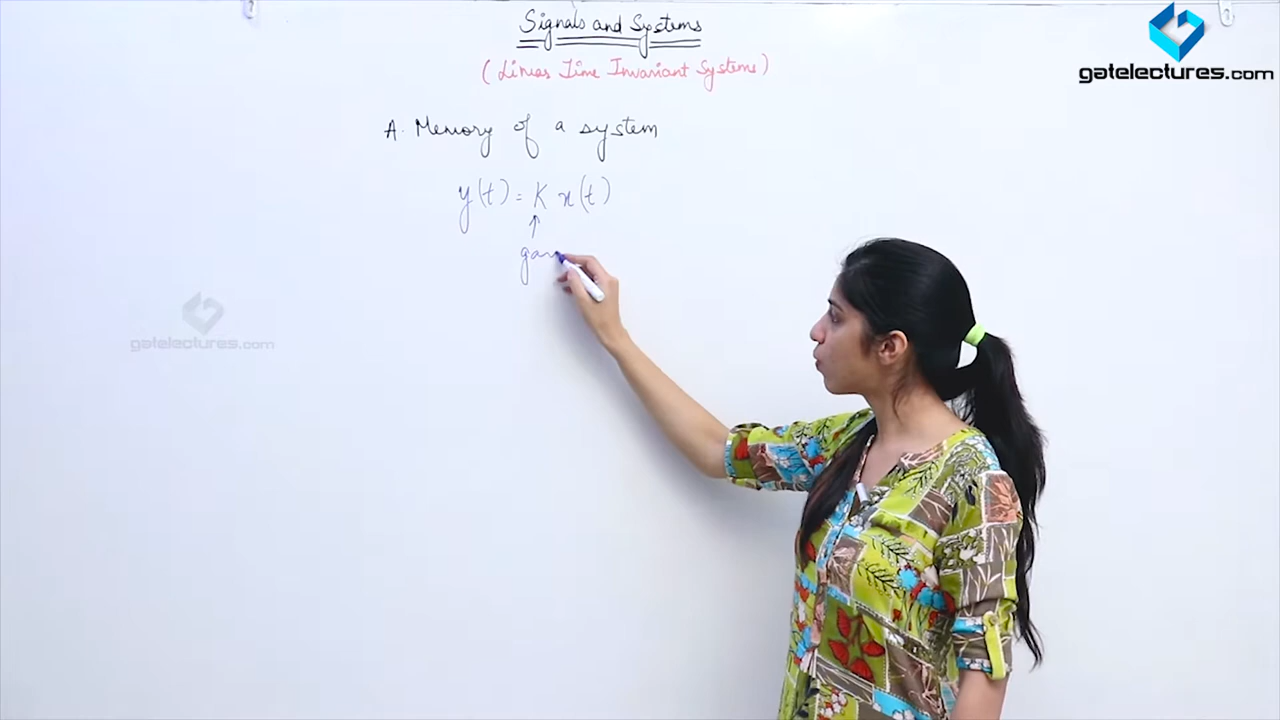 Signals and Systems
(Linear Time Invariant Systems)
gatelectures.com
A. Memory of a system
y(t) = K x(t)
↑
gain
gatelectures.com